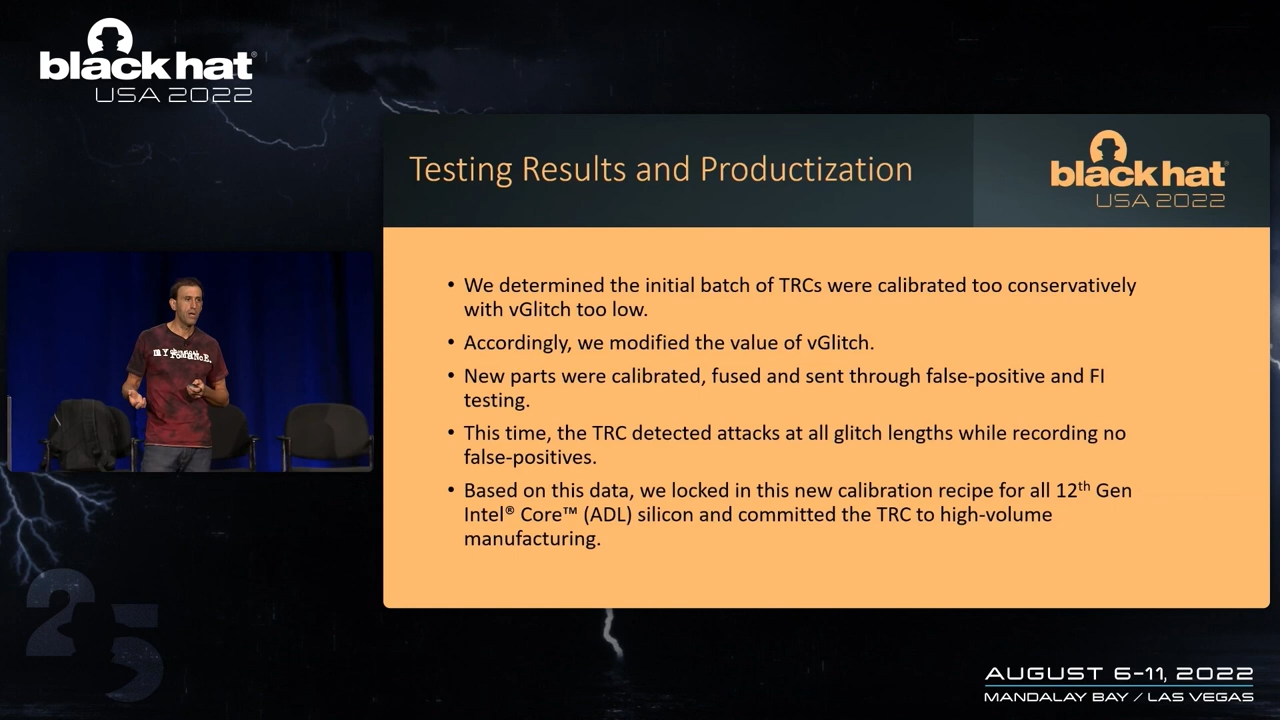 black hat®
USA 2022
Testing Results and Productization
black hat®
USA 2022
• We determined the initial batch of TRCs were calibrated too conservatively
with vGlitch too low.
• Accordingly, we modified the value of vGlitch.
• New parts were calibrated, fused and sent through false-positive and FI
testing.
• This time, the TRC detected attacks at all glitch lengths while recording no
false-positives.
• Based on this data, we locked in this new calibration recipe for all 12th Gen
Intel® Core™ (ADL) silicon and committed the TRC to high-volume
manufacturing.
25
AUGUST 6-11, 2022
MANDALAY BAY / LAS VEGAS